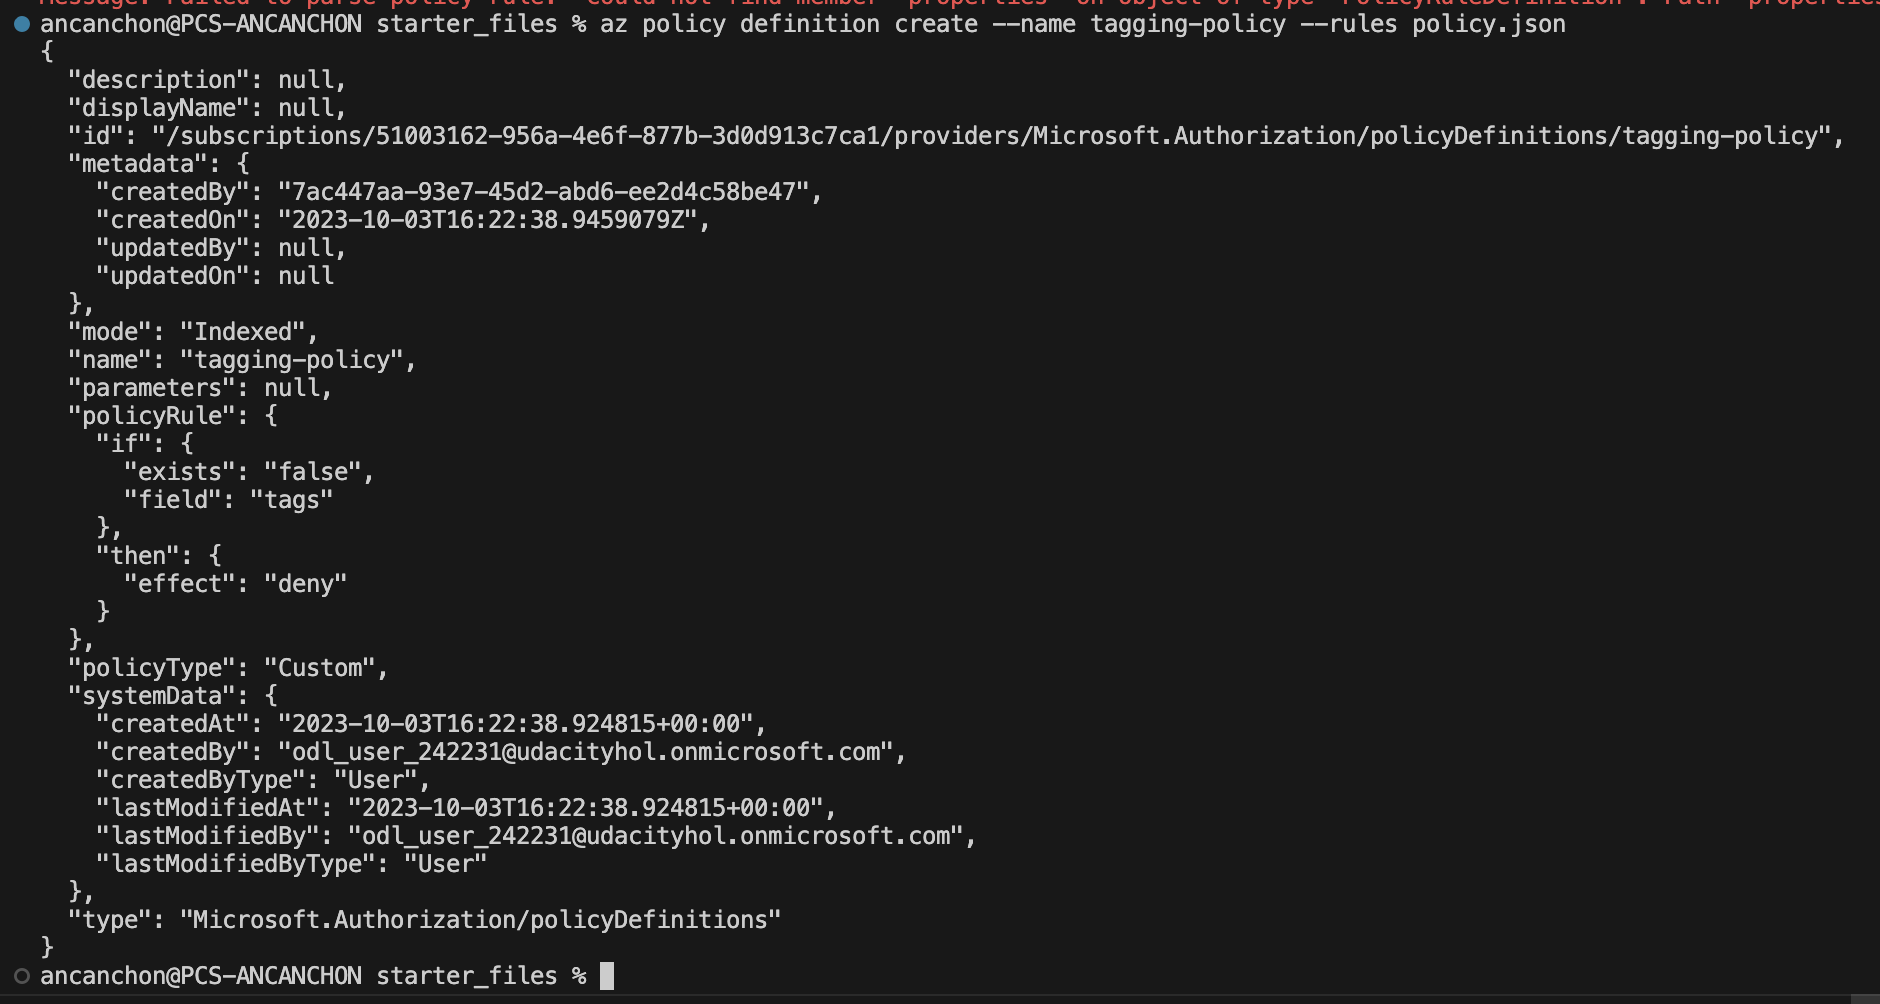 ancanchon@PCS-ANCANCHON starter_files % az policy definition create --name tagging-policy --rules policy.json
{
  "description": null,
  "displayName": null,
  "id": "/subscriptions/51003162-956a-4e6f-877b-3d0d913c7ca1/providers/Microsoft.Authorization/policyDefinitions/tagging-policy",
  "metadata": {
    "createdBy": "7ac447aa-93e7-45d2-abd6-ee2d4c58be47",
    "createdOn": "2023-10-03T16:22:38.9459079Z",
    "updatedBy": null,
    "updatedOn": null
  },
  "mode": "Indexed",
  "name": "tagging-policy",
  "parameters": null,
  "policyRule": {
    "if": {
      "exists": "false",
      "field": "tags"
    },
    "then": {
      "effect": "deny"
    }
  },
  "policyType": "Custom",
  "systemData": {
    "createdAt": "2023-10-03T16:22:38.924815+00:00",
    "createdBy": "odl_user_242231@udacityhol.onmicrosoft.com",
    "createdByType": "User",
    "lastModifiedAt": "2023-10-03T16:22:38.924815+00:00",
    "lastModifiedBy": "odl_user_242231@udacityhol.onmicrosoft.com",
    "lastModifiedByType": "User"
  },
  "type": "Microsoft.Authorization/policyDefinitions"
}
ancanchon@PCS-ANCANCHON starter_files %